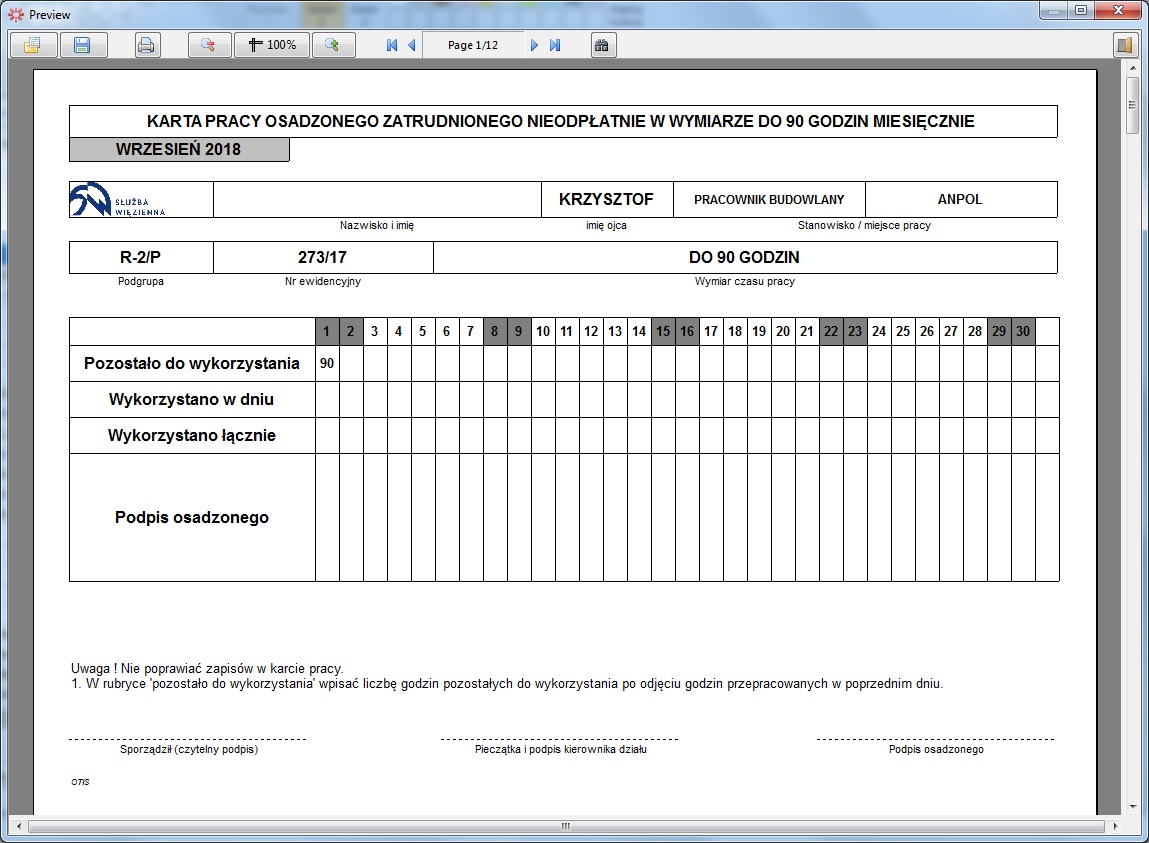 Preview
100%
Page 1/12
KARTA PRACY OSADZONEGO ZATRUDNIONEGO NIEODPŁATNIE W WYMIARZE DO 90 GODZIN MIESIĘCZNIE
WRZESIEŃ 2018
SŁUŻBA
WIĘZIENNA
KRZYSZTOF PRACOWNIK BUDOWLANY ANPOL
Nazwisko i imię imię ojca Stanowisko / miejsce pracy
R-2/P 273/17 DO 90 GODZIN
Podgrupa Nr ewidencyjny Wymiar czasu pracy
1 2 3 4 5 6 7 8 9 10 11 12 13 14 15 16 17 18 19 20 21 22 23 24 25 26 27 28 29 30
Pozostało do wykorzystania 90
Wykorzystano w dniu
Wykorzystano łącznie
Podpis osadzonego
Uwaga ! Nie poprawiać zapisów w karcie pracy.
1. W rubryce 'pozostało do wykorzystania' wpisać liczbę godzin pozostałych do wykorzystania po odjęciu godzin przepracowanych w poprzednim dniu.
Sporządził (czytelny podpis) Pieczątka i podpis kierownika działu Podpis osadzonego
OTIS